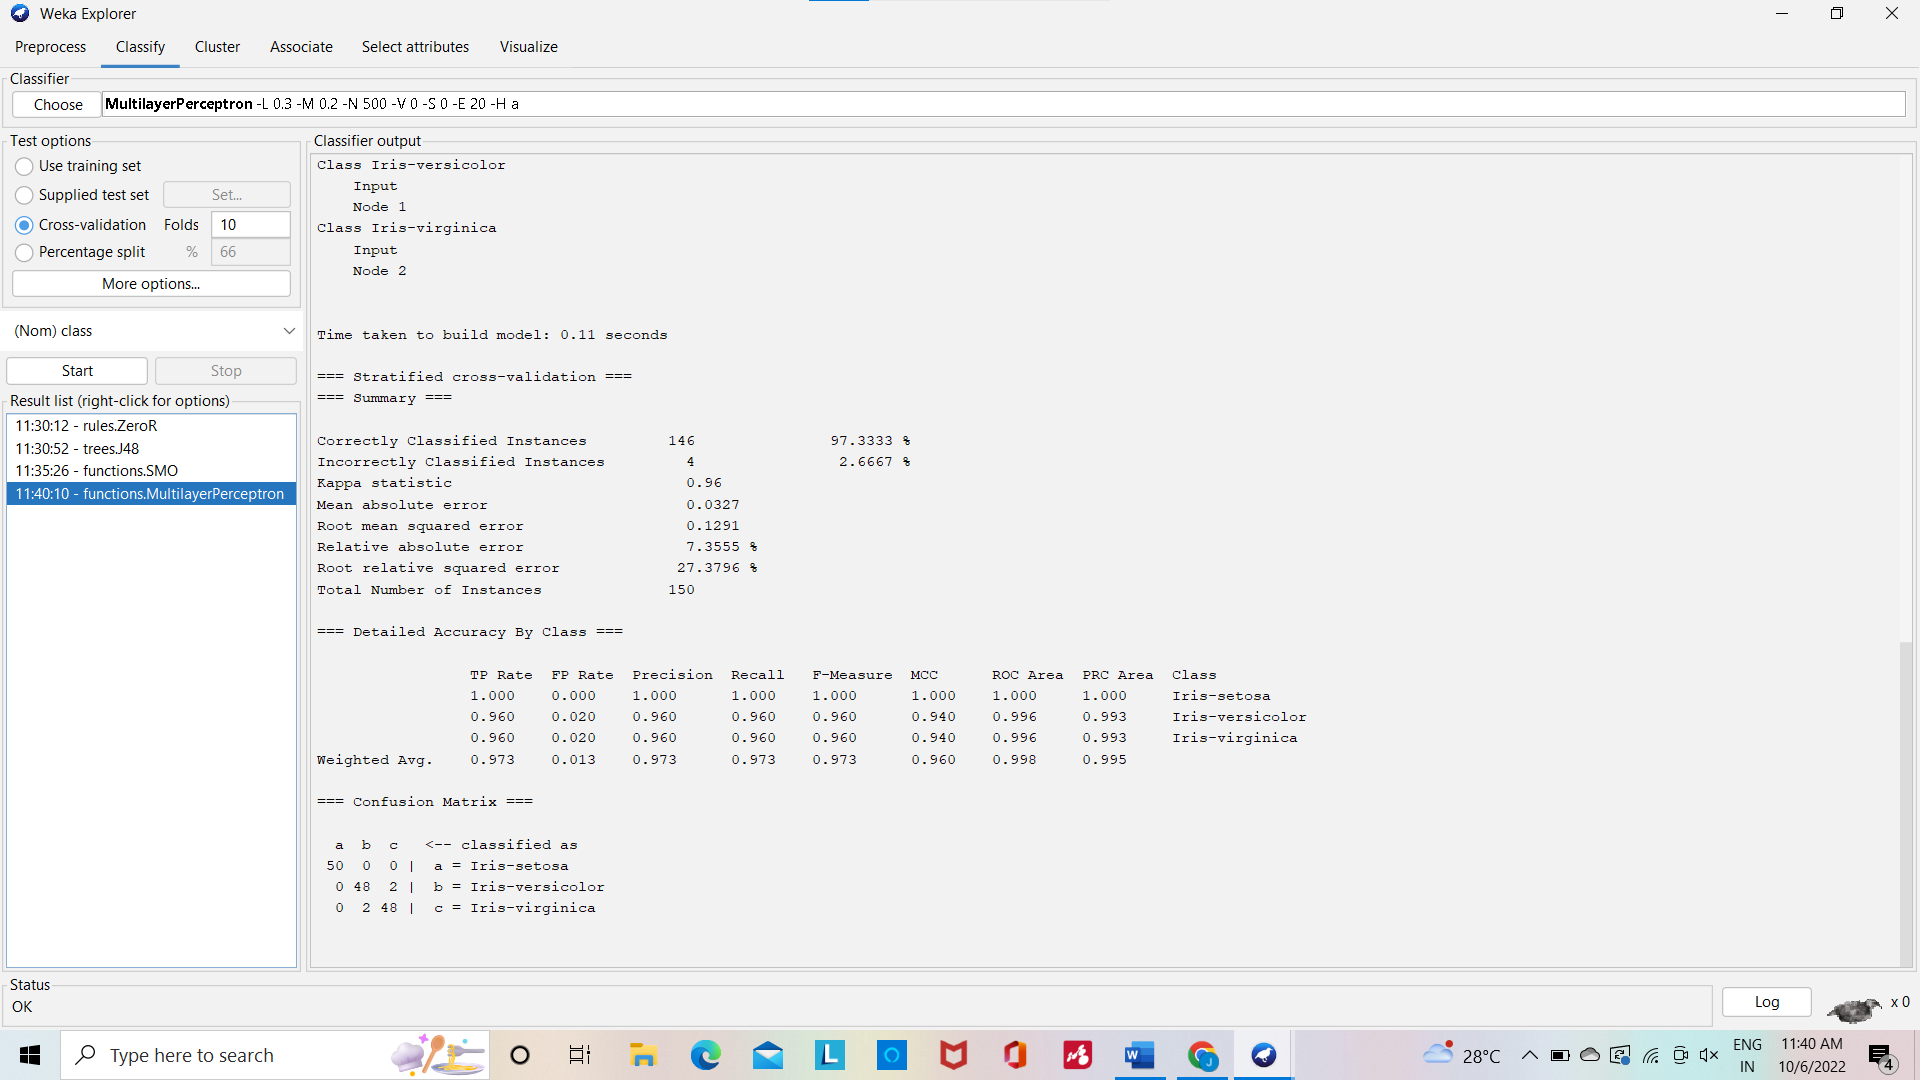 Weka Explorer
Preprocess Classify Cluster Associate Select attributes Visualize
Classifier
Choose MultilayerPerceptron -L 0.3 -M 0.2 -N 500 -V 0 -S 0 -E 20 -H a
Test options
Use training set
Supplied test set Set...
Cross-validation Folds 10
Percentage split % 66
More options...
(Nom) class
Start Stop
Result list (right-click for options)
11:30:12 - rules.ZeroR
11:30:52 - trees.J48
11:35:26 - functions.SMO
11:40:10 - functions.MultilayerPerceptron
Classifier output
Class Iris-versicolor
Input
Node 1
Class Iris-virginica
Input
Node 2
Time taken to build model: 0.11 seconds
=== Stratified cross-validation ===
=== Summary ===
Correctly Classified Instances 146 97.3333 %
Incorrectly Classified Instances 4 2.6667 %
Kappa statistic 0.96
Mean absolute error 0.0327
Root mean squared error 0.1291
Relative absolute error 7.3555 %
Root relative squared error 27.3796 %
Total Number of Instances 150
=== Detailed Accuracy By Class ===
TP Rate FP Rate Precision Recall F-Measure MCC ROC Area PRC Area Class
1.000 0.000 1.000 1.000 1.000 1.000 1.000 1.000 Iris-setosa
0.960 0.020 0.960 0.960 0.960 0.940 0.996 0.993 Iris-versicolor
0.960 0.020 0.960 0.960 0.960 0.940 0.996 0.993 Iris-virginica
Weighted Avg. 0.973 0.013 0.973 0.973 0.973 0.960 0.998 0.995
=== Confusion Matrix ===
a b c <-- classified as
50 0 0 | a = Iris-setosa
0 48 2 | b = Iris-versicolor
0 2 48 | c = Iris-virginica
Status
OK
Log x 0
Type here to search
L
W
J
28°C
ENG
IN
11:40 AM
10/6/2022
4